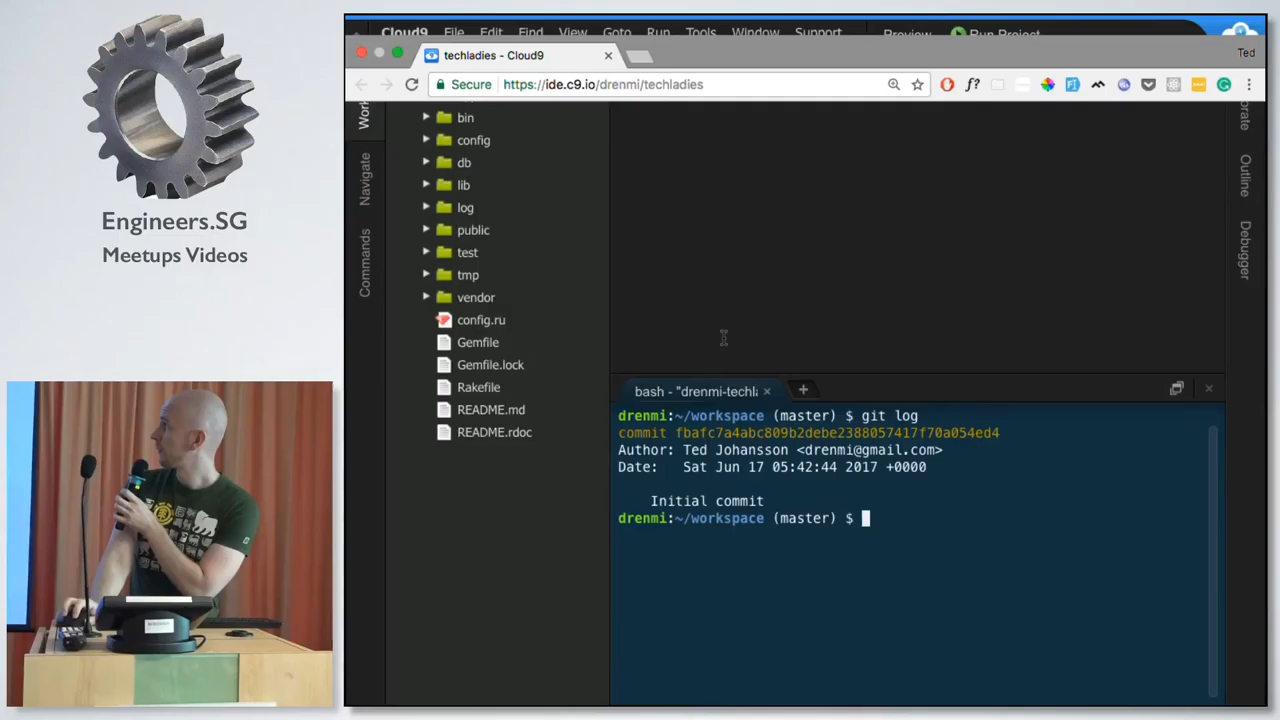 Engineers.SG
Meetups Videos
Cloud9 File Edit Find View Goto Run Tools Window Support Preview Run Project
techladies - Cloud9
Ted
Secure https://ide.c9.io/drenmi/techladies
Navigate
Commands
bin
config
db
lib
log
public
test
tmp
vendor
config.ru
Gemfile
Gemfile.lock
Rakefile
README.md
README.rdoc
Outline
Debugger
bash - "drenmi-techla
drenmi:~/workspace (master) $ git log
commit fbafc7a4abc809b2debe2388057417f70a054ed4
Author: Ted Johansson <drenmi@gmail.com>
Date: Sat Jun 17 05:42:44 2017 +0000
Initial commit
drenmi:~/workspace (master) $